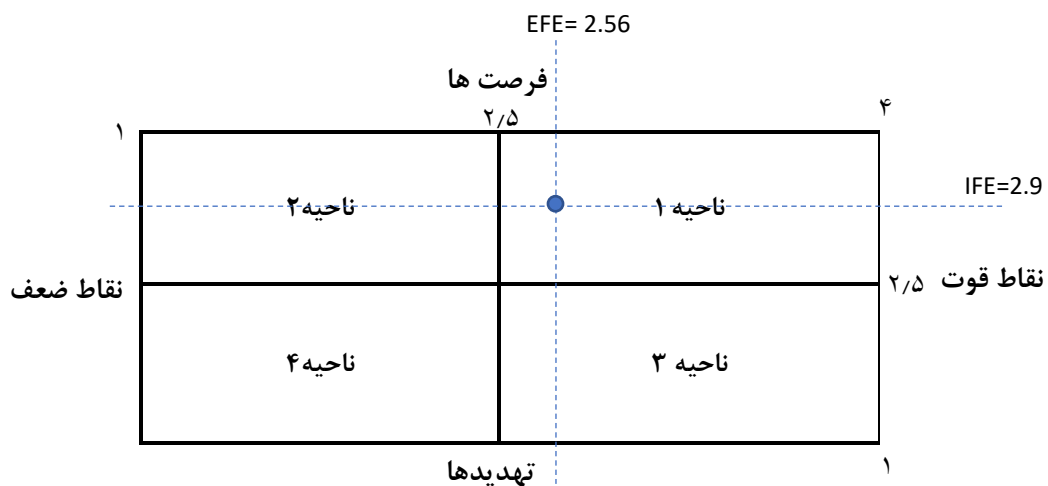 EFE= 2.56
فرصت ها
۱
۲٫۵
۴
IFE=2.9
ناحیه ۱
ناحیه۲
نقاط قوت
۲٫۵
نقاط ضعف
ناحیه ۳
ناحیه۴
تهدیدها
۱